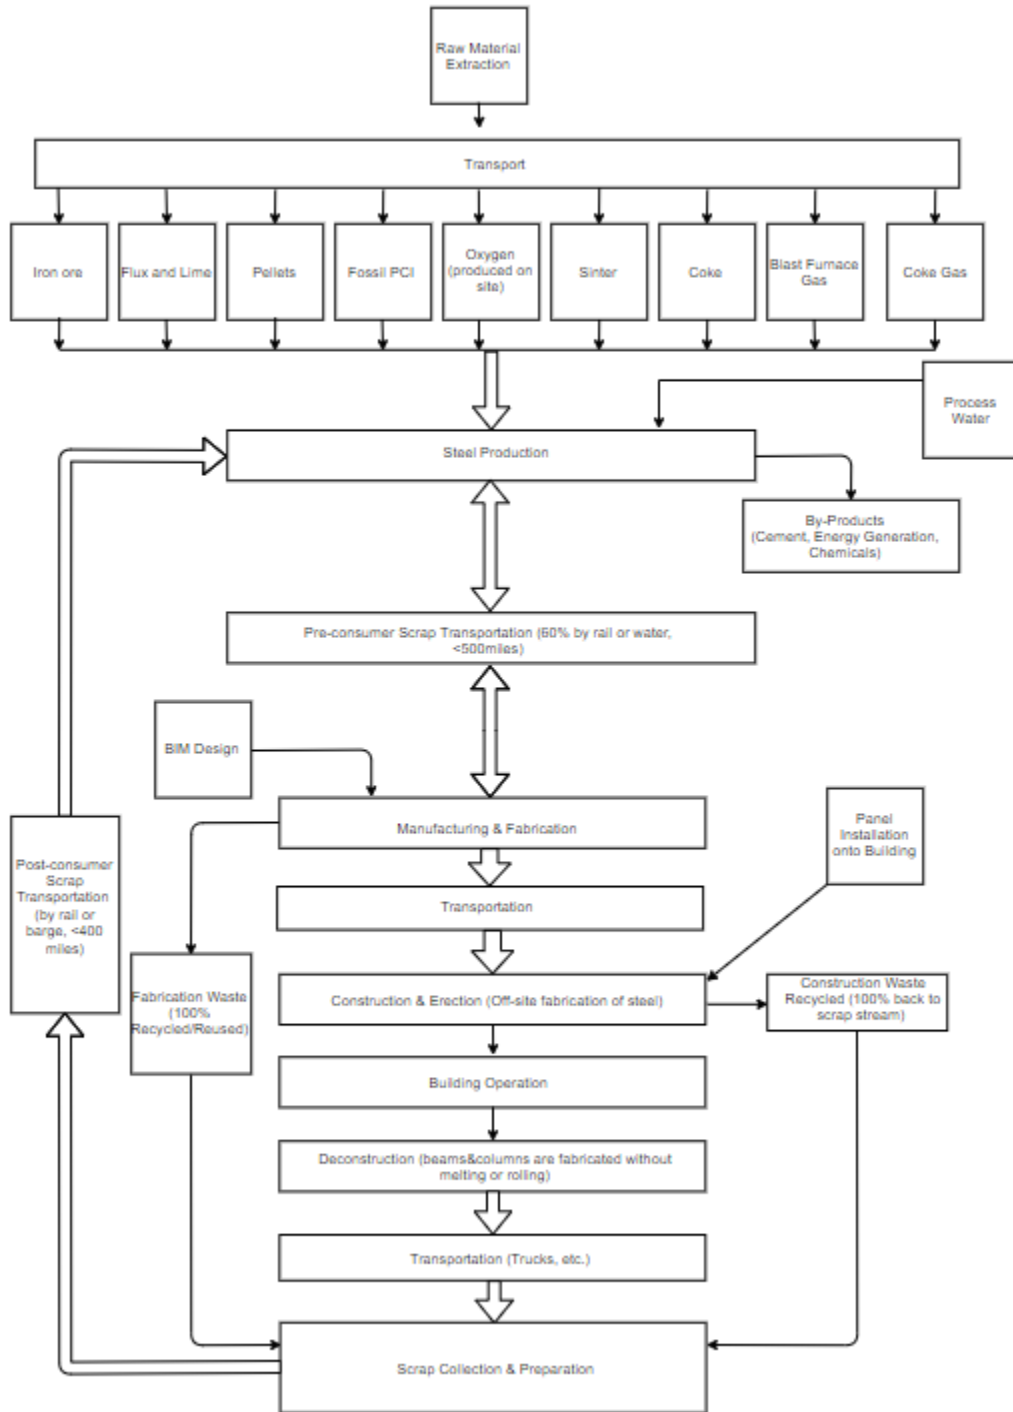 Raw Material
Extraction
Transport
Iron ore
Flux and Lime
Pellets
Fossil PCI
Oxygen
(produced on
site)
Sinter
Coke
Blast Furnace
Gas
Coke Gas
Process
Water
Steel Production
By-Products
(Cement, Energy Generation,
Chemicals)
Pre-consumer Scrap Transportation (60% by rail or water,
<500miles)
BIM Design
Manufacturing & Fabrication
Panel
Installation
onto Building
Post-consumer
Scrap
Transportation
(by rail or
barge, <400
miles)
Transportation
Fabrication Waste
(100%
Recycled/Reused)
Construction & Erection (Off-site fabrication of steel)
Construction Waste
Recycled (100% back to
scrap stream)
Building Operation
Deconstruction (beams&columns are fabricated without
melting or rolling)
Transportation (Trucks, etc.)
Scrap Collection & Preparation